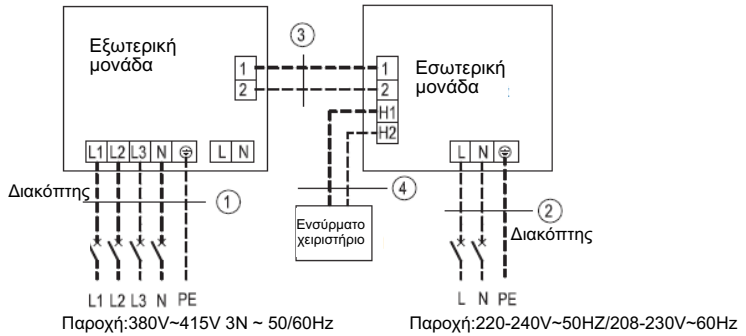 Εξωτερική
μονάδα
1
2
③
1
2
H1
H2
Εσωτερική
μονάδα
L1 L2 L3 N ⏚ L N
L N ⏚
Διακόπτης
①
④
Ενσύρματο
χειριστήριο
②
Διακόπτης
L1 L2 L3 N PE
L N PE
Παροχή:380V~415V 3N ~ 50/60Hz
Παροχή:220-240V~50HZ/208-230V~60Hz